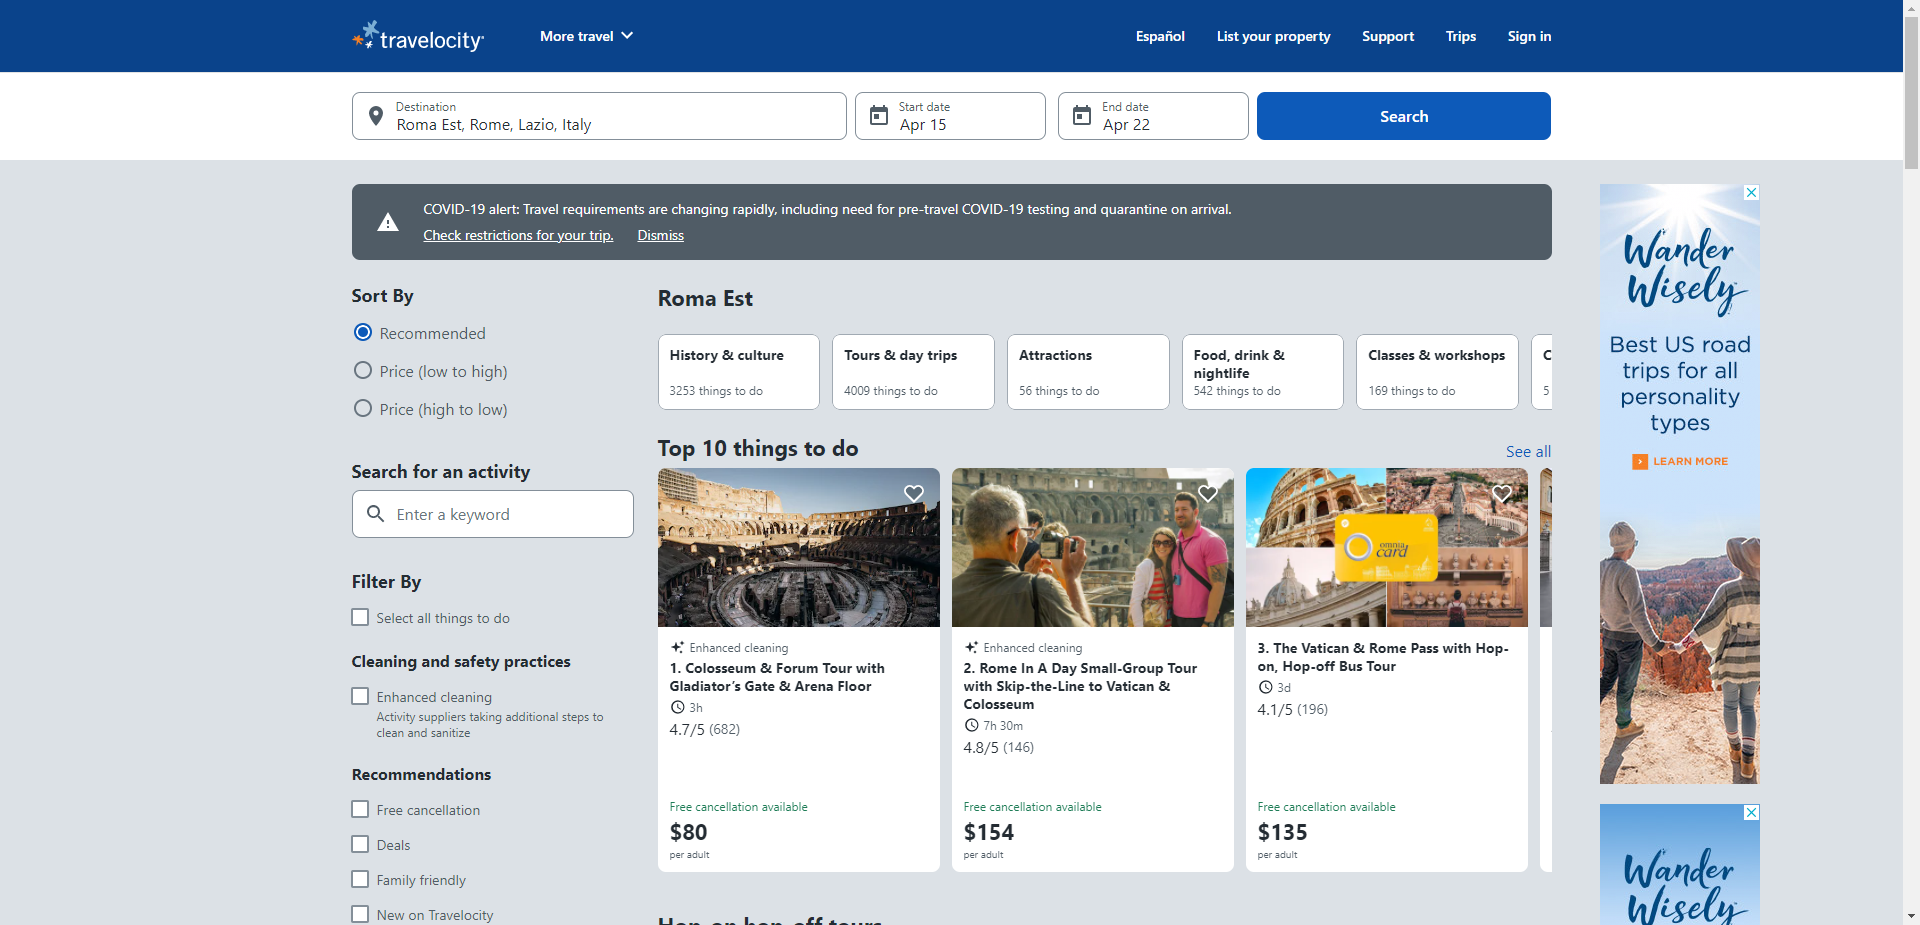 travelocity
More travel
Español
List your property
Support
Trips
Sign in
Destination
Roma Est, Rome, Lazio, Italy
Start date
Apr 15
End date
Apr 22
Search
COVID-19 alert: Travel requirements are changing rapidly, including need for pre-travel COVID-19 testing and quarantine on arrival.
Check restrictions for your trip.
Dismiss
Sort By
Recommended
Price (low to high)
Price (high to low)
Search for an activity
Enter a keyword
Filter By
Select all things to do
Cleaning and safety practices
Enhanced cleaning
Activity suppliers taking additional steps to
clean and sanitize
Recommendations
Free cancellation
Deals
Family friendly
New on Travelocity
Roma Est
History & culture
3253 things to do
Tours & day trips
4009 things to do
Attractions
56 things to do
Food, drink &
nightlife
542 things to do
Classes & workshops
169 things to do
C
5
Top 10 things to do
See all
Enhanced cleaning
1. Colosseum & Forum Tour with
Gladiator's Gate & Arena Floor
3h
4.7/5 (682)
Free cancellation available
$80
per adult
Enhanced cleaning
2. Rome In A Day Small-Group Tour
with Skip-the-Line to Vatican &
Colosseum
7h 30m
4.8/5 (146)
Free cancellation available
$154
per adult
omnia
card
3. The Vatican & Rome Pass with Hop-
on, Hop-off Bus Tour
3d
4.1/5 (196)
Free cancellation available
$135
per adult
Hop-on hop-off tours
Wander
Wisely
Best US road
trips for all
personality
types
LEARN MORE
Wander
Wisely